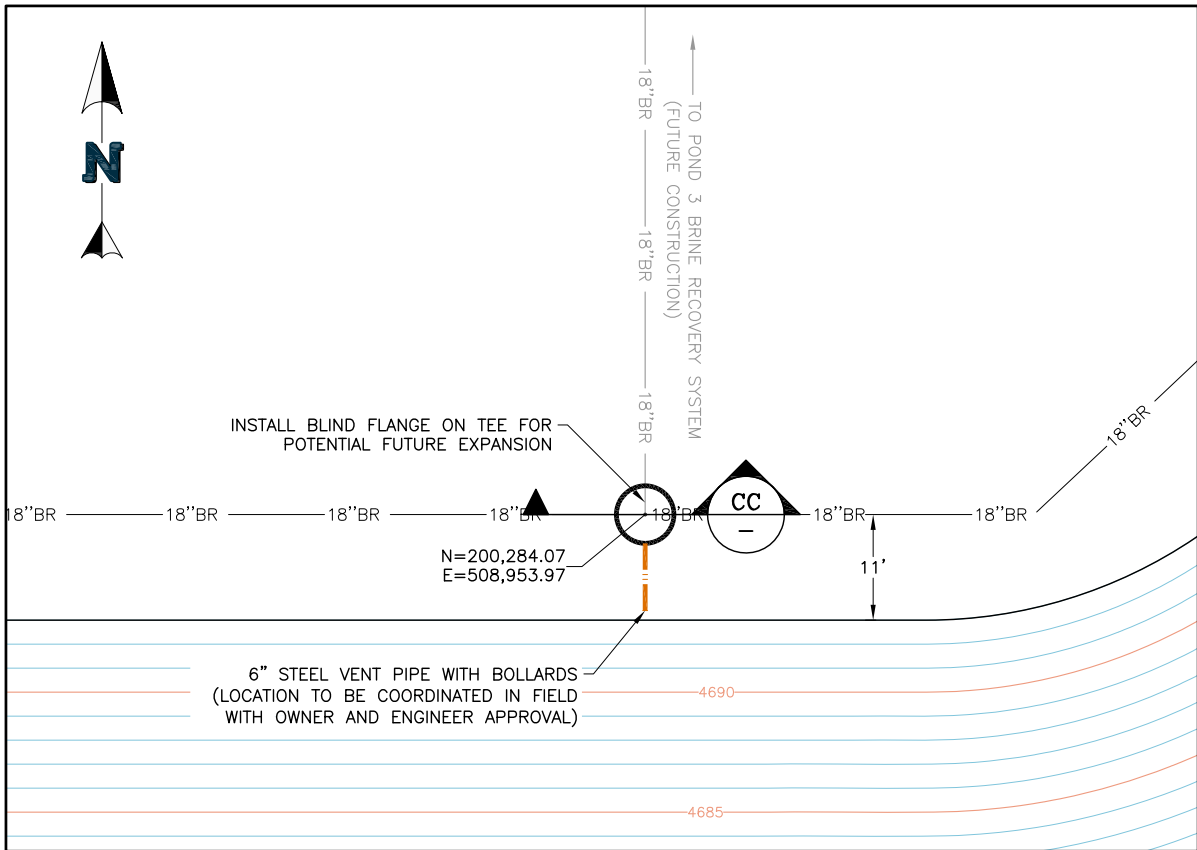 N
18"BR
18"BR
18"BR
TO POND 3 BRINE RECOVERY SYSTEM
(FUTURE CONSTRUCTION)
INSTALL BLIND FLANGE ON TEE FOR
POTENTIAL FUTURE EXPANSION
18"BR
18"BR
18"BR
18"BR
18"BR
18"BR
18"BR
18"BR
CC
–
N=200,284.07
E=508,953.97
11'
6" STEEL VENT PIPE WITH BOLLARDS
(LOCATION TO BE COORDINATED IN FIELD
WITH OWNER AND ENGINEER APPROVAL)
4690
4685